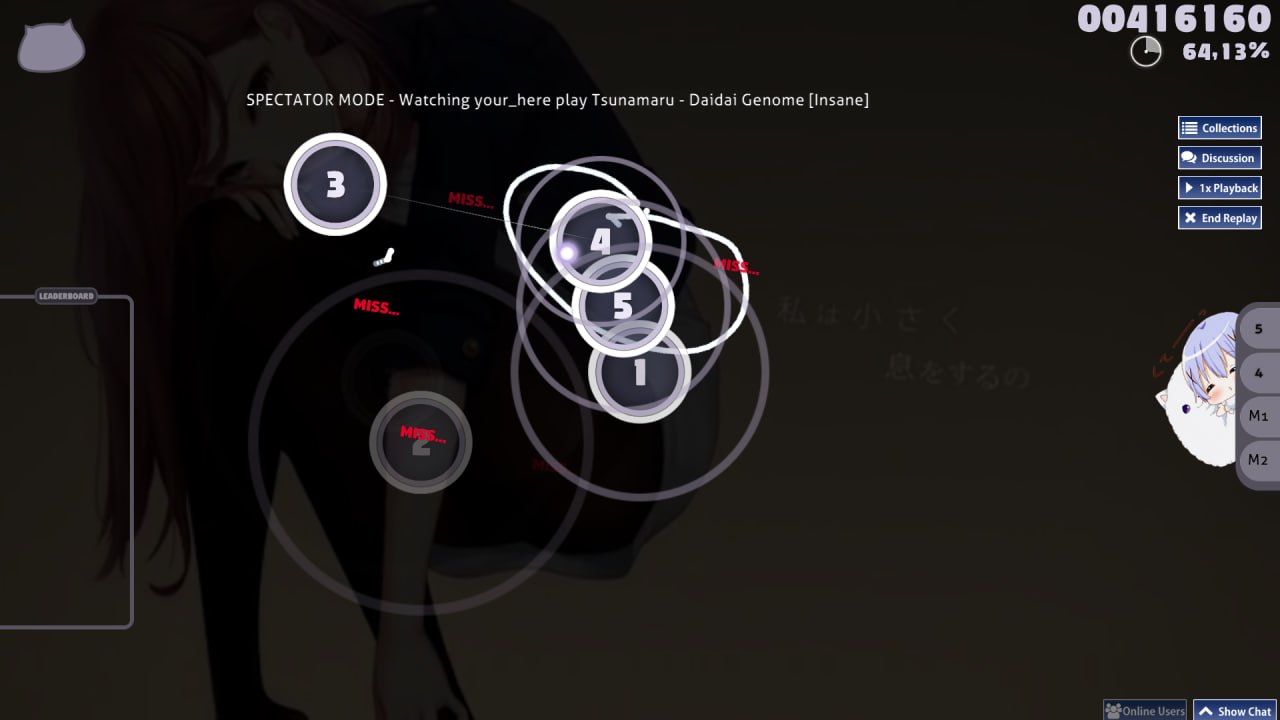 00416160
64,13%
SPECTATOR MODE - Watching your_here play Tsunamaru - Daidai Genome [Insane]
Collections
Discussion
1x Playback
End Replay
3
MISS...
4
MISS...
MISS...
5
1
私は小さく
息をするの
LEADERBOARD
5
4
M1
M2
MISS...
2
MISS...
Online Users
Show Chat